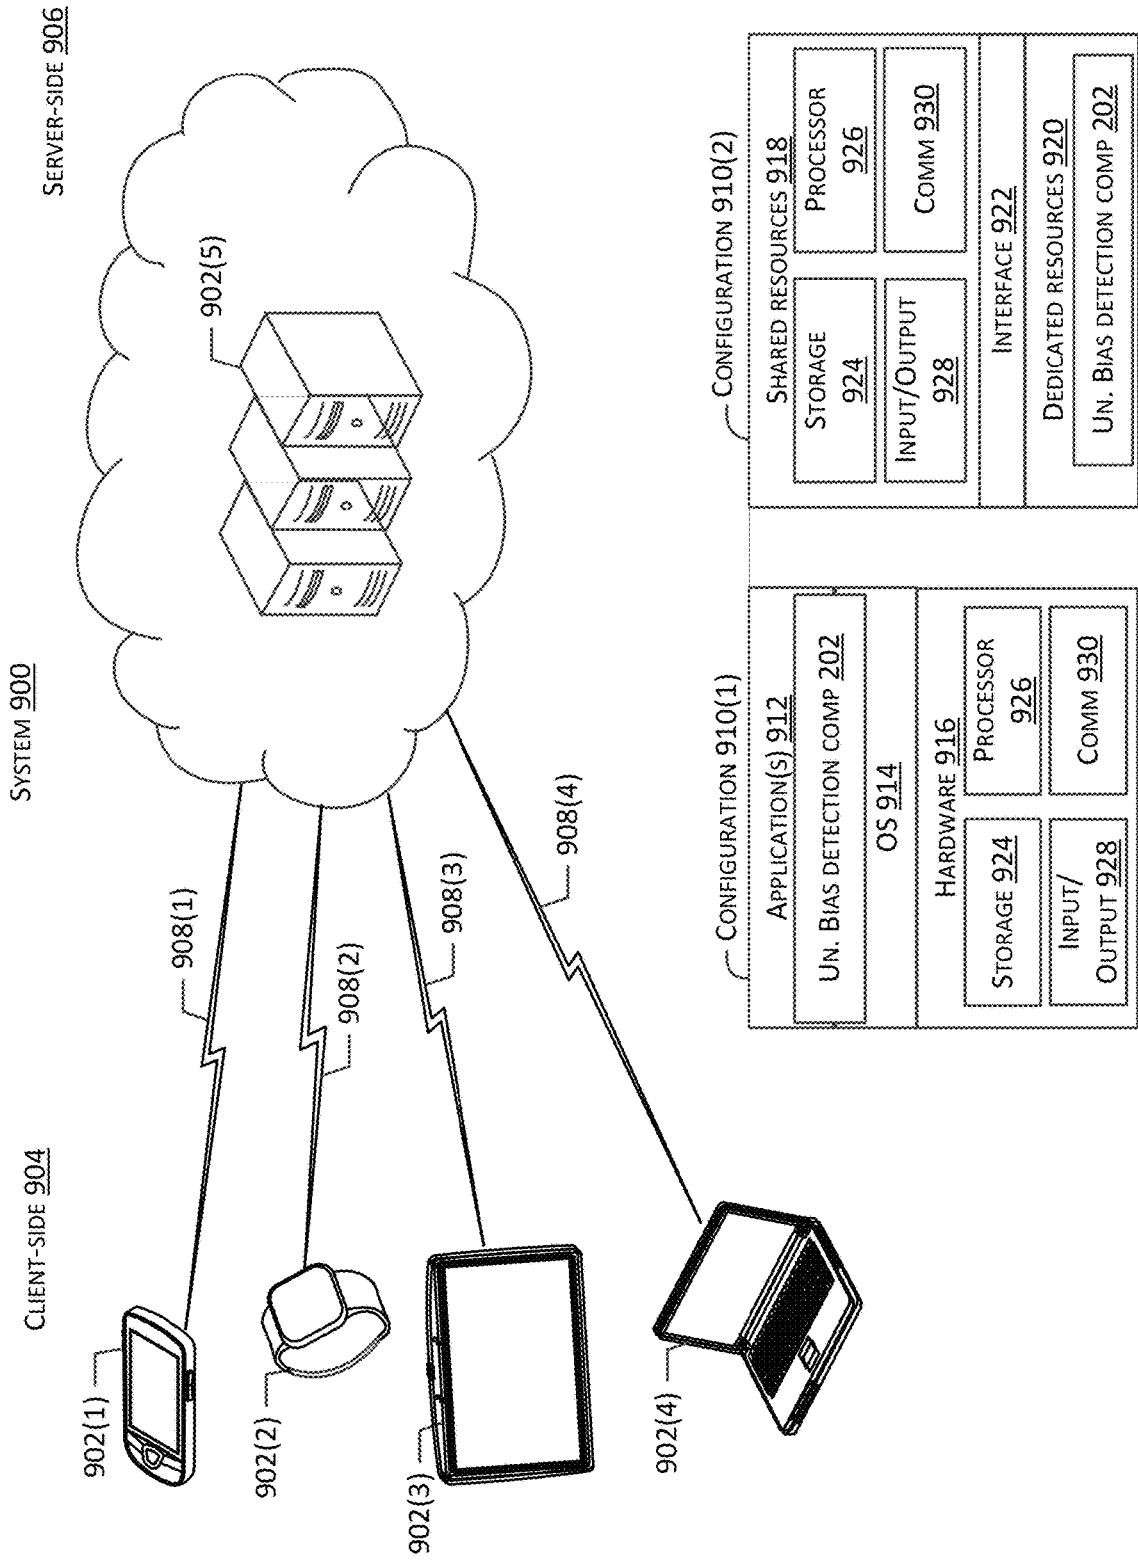 SYSTEM 900
CLIENT-SIDE 904
SERVER-SIDE 906
902(1)
908(1)
902(2)
908(2)
902(3)
908(3)
902(4)
908(4)
902(5)
CONFIGURATION 910(1)
APPLICATION(S) 912
UN. BIAS DETECTION COMP 202
OS 914
HARDWARE 916
STORAGE 924
PROCESSOR
926
INPUT/
OUTPUT 928
COMM 930
CONFIGURATION 910(2)
SHARED RESOURCES 918
STORAGE
924
PROCESSOR
926
INPUT/OUTPUT
928
COMM 930
INTERFACE 922
DEDICATED RESOURCES 920
UN. BIAS DETECTION COMP 202